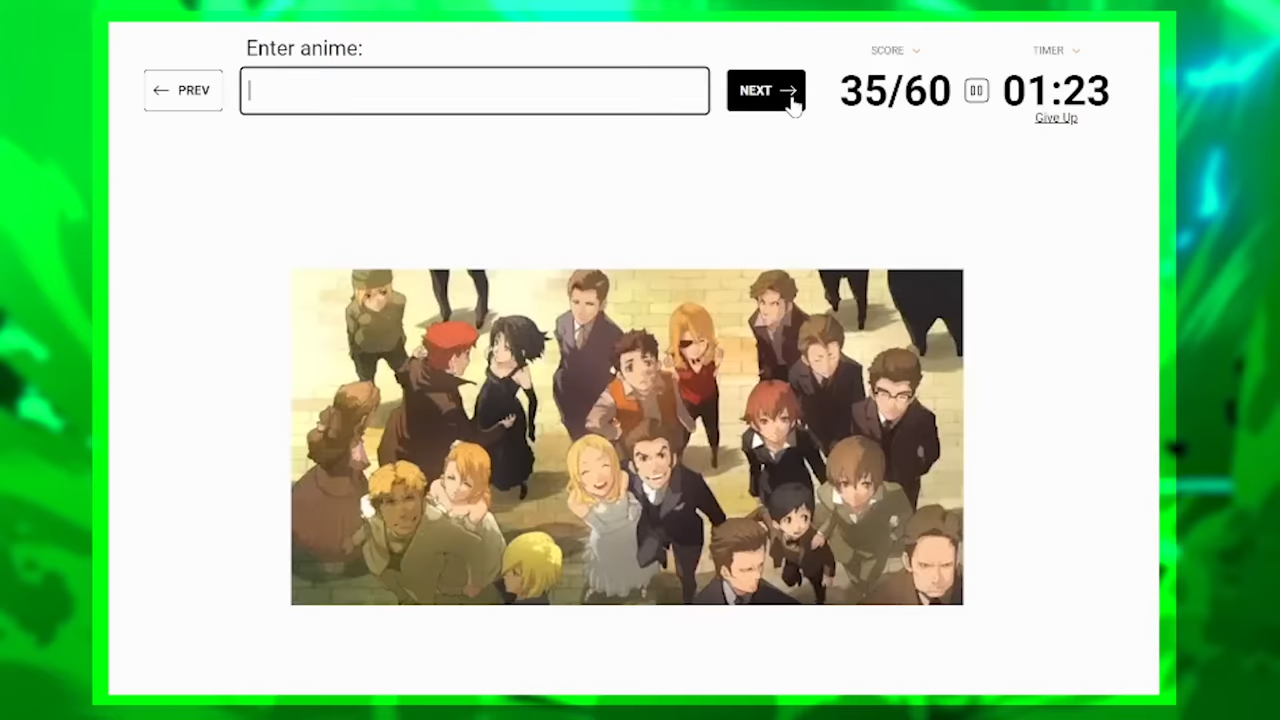 Enter anime:
PREV
NEXT
SCORE
35/60
TIMER
01:23
Give Up